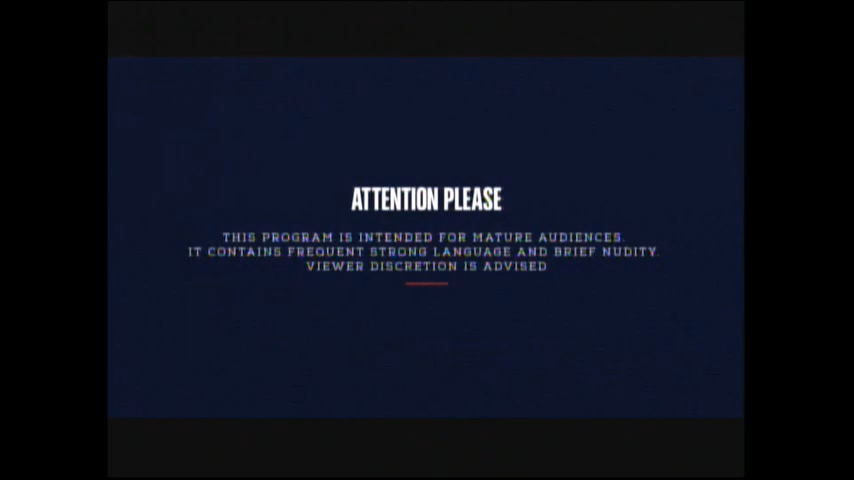 ATTENTION PLEASE
THIS PROGRAM IS INTENDED FOR MATURE AUDIENCES.
IT CONTAINS FREQUENT STRONG LANGUAGE AND BRIEF NUDITY.
VIEWER DISCRETION IS ADVISED